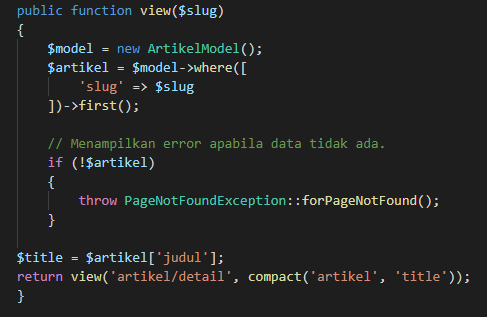 public function view($slug)
{
$model = new ArtikelModel();
$artikel = $model->where([
'slug' => $slug
])->first();
// Menampilkan error apabila data tidak ada.
if (!$artikel)
{
throw PageNotFoundException::forPageNotFound();
}
$title = $artikel['judul'];
return view('artikel/detail', compact('artikel', 'title'));
}